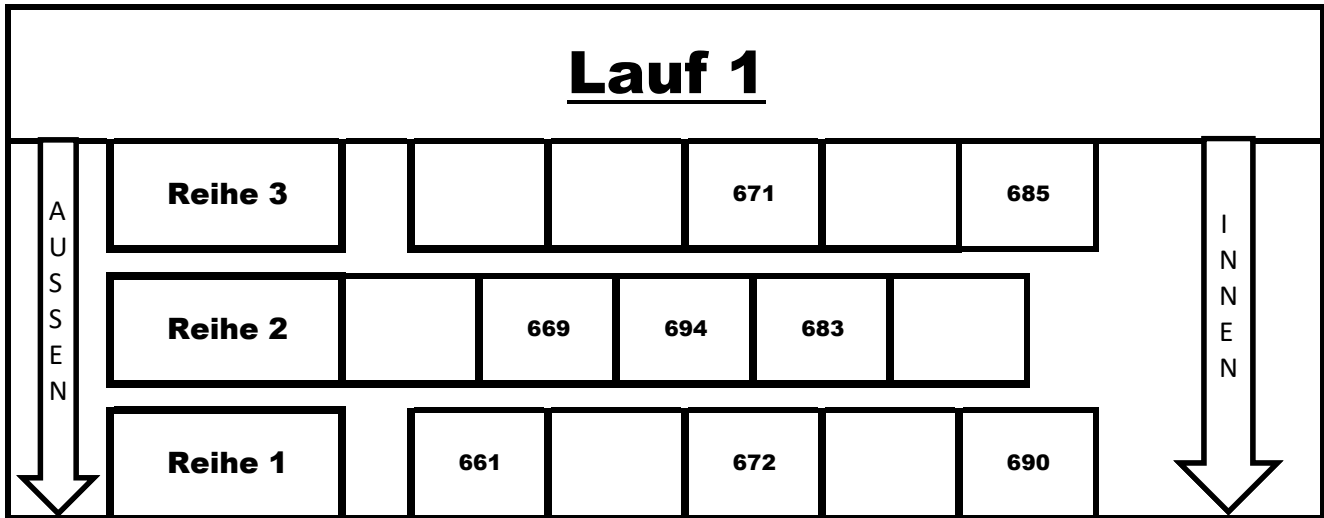 Lauf 1
AUSSEN
INNEN
Reihe 3 671 685
Reihe 2 669 694 683
Reihe 1 661 672 690